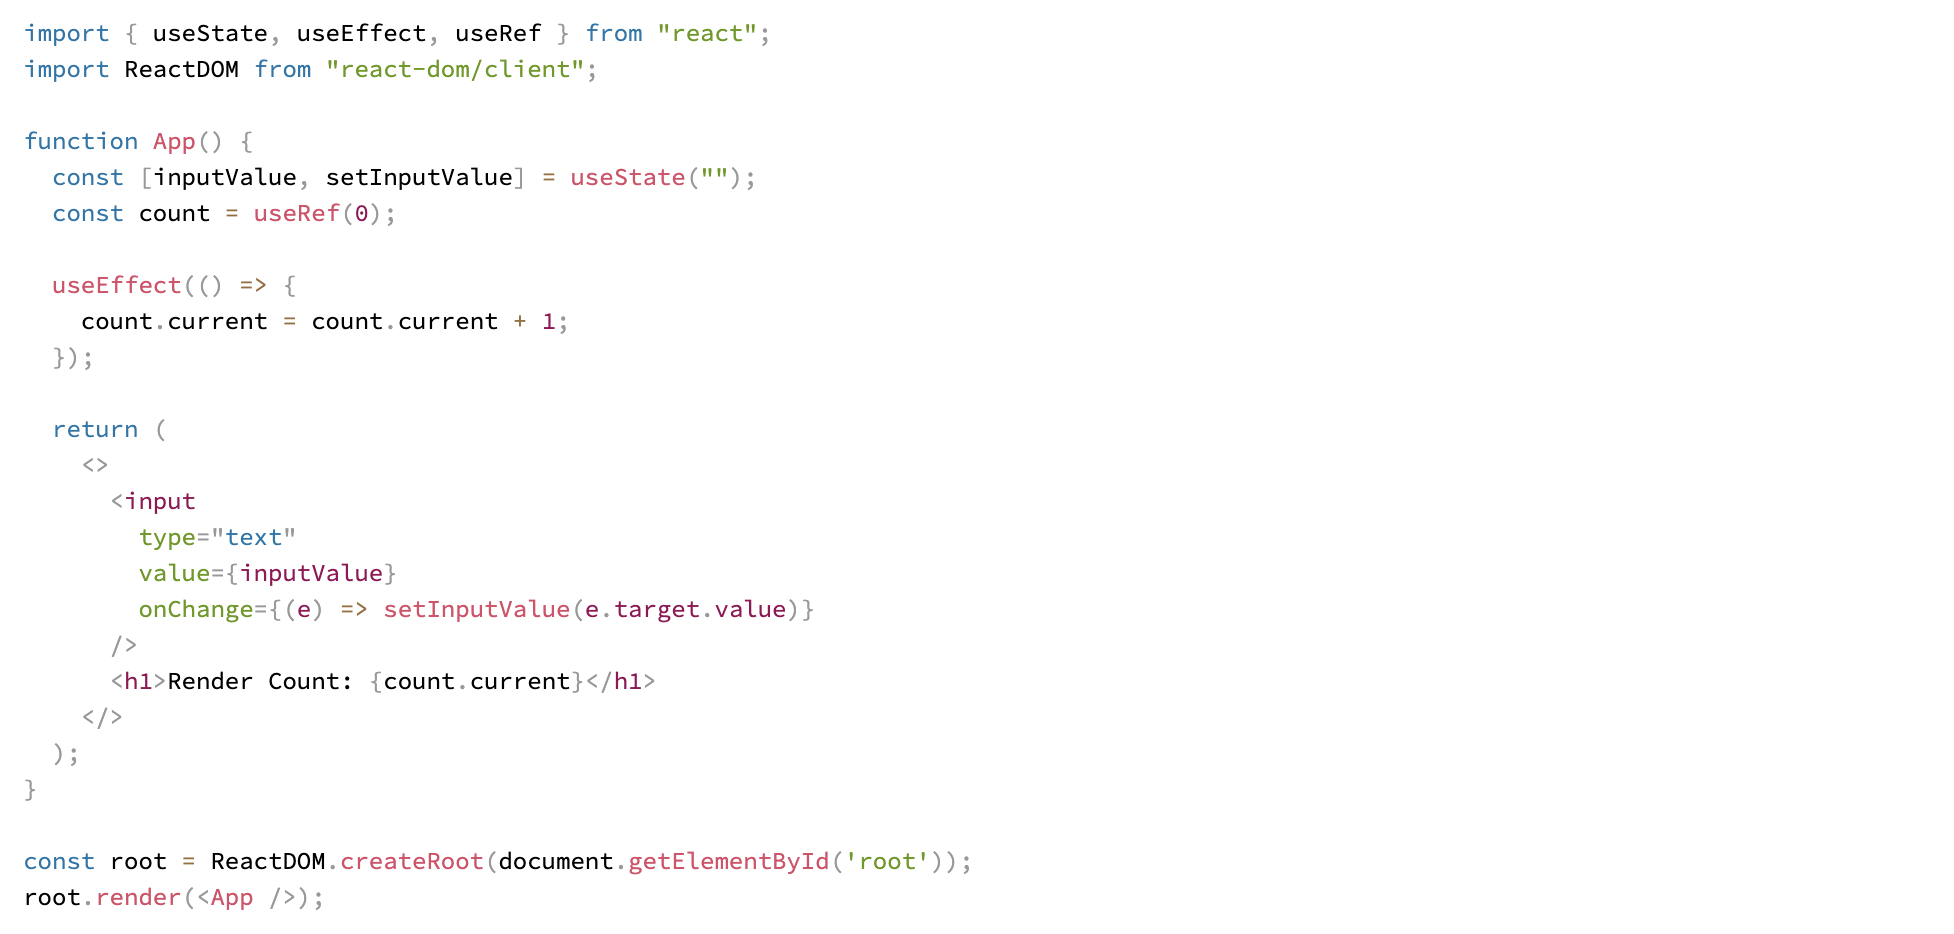 import { useState, useEffect, useRef } from "react";
import ReactDOM from "react-dom/client";

function App() {
  const [inputValue, setInputValue] = useState("");
  const count = useRef(0);

  useEffect(() => {
    count.current = count.current + 1;
  });

  return (
    <>
      <input
        type="text"
        value={inputValue}
        onChange={(e) => setInputValue(e.target.value)}
      />
      <h1>Render Count: {count.current}</h1>
    </>
  );
}

const root = ReactDOM.createRoot(document.getElementById('root'));
root.render(<App />);